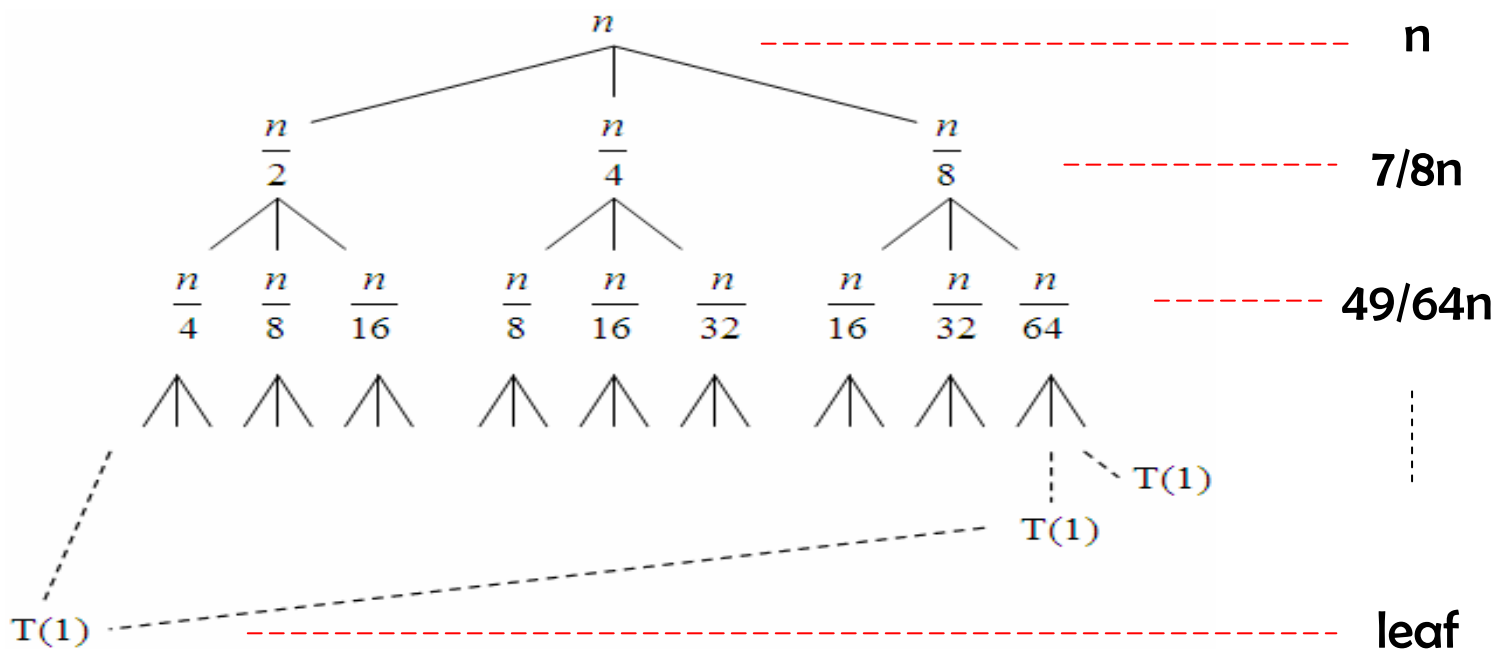 n n
n/2 n/4 n/8 7/8n
n/4 n/8 n/16 n/8 n/16 n/32 n/16 n/32 n/64 49/64n
T(1)
T(1)
T(1) leaf